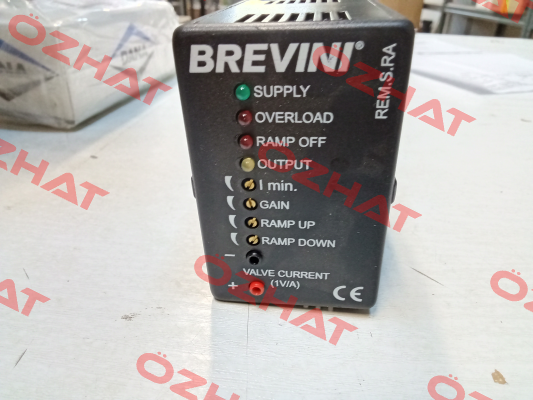 BREVINI®
REM.S.RA
SUPPLY
OVERLOAD
RAMP OFF
OUTPUT
I min.
GAIN
RAMP UP
RAMP DOWN
−
VALVE CURRENT
+ (1V/A)
CE
ÖZHAT
ÖZHAT
ÖZHAT
ÖZHAT
ÖZHAT
ÖZHAT
ÖZHAT
ÖZHAT